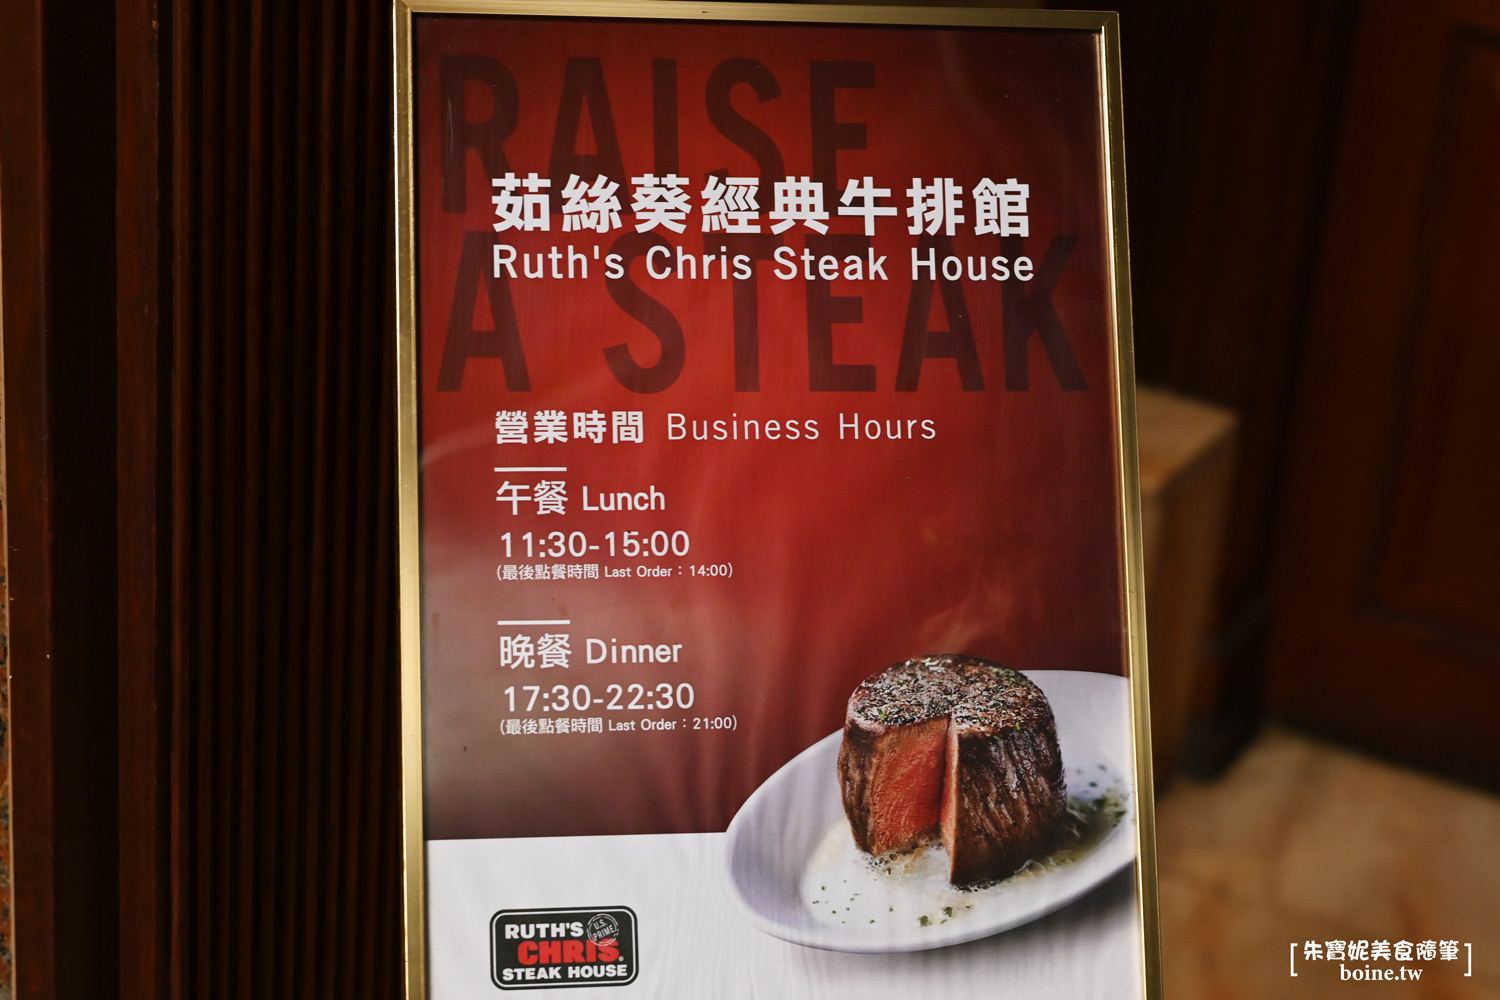 RAISE
A STEAK
茹絲葵經典牛排館
Ruth's Chris Steak House
營業時間 Business Hours
午餐 Lunch
11:30-15:00
(最後點餐時間 Last Order：14:00)
晚餐 Dinner
17:30-22:30
(最後點餐時間 Last Order：21:00)
RUTH'S
U.S.
PRIME
CHRIS®
STEAK HOUSE
[朱寶妮美食隨筆]
boine.tw